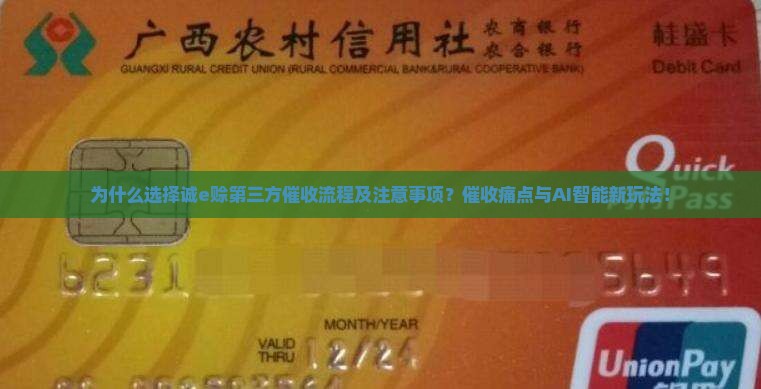 广西农村信用社 农商银行 农合银行 桂盛卡
GUANGXI RURAL CREDIT UNION (RURAL COMMERCIAL BANK&RURAL COOPERATIVE BANK) Debit Card
Quick Pass
为什么选择诚e赊第三方催收流程及注意事项？催收痛点与AI智能新玩法！
6231 5649
MONTH/YEAR
VALID THRU 12/24
UnionPay